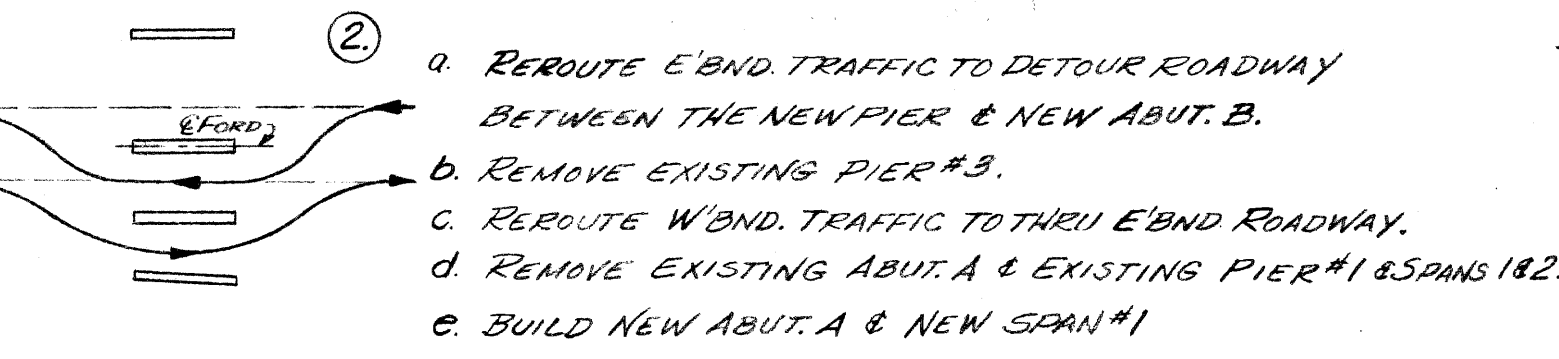 2.
a. REROUTE E'BND. TRAFFIC TO DETOUR ROADWAY
BETWEEN THE NEW PIER & NEW ABUT. B.
℄ FORD
b. REMOVE EXISTING PIER #3.
c. REROUTE W'BND. TRAFFIC TO THRU E'BND ROADWAY.
d. REMOVE EXISTING ABUT. A & EXISTING PIER #1 & SPANS 1&2.
e. BUILD NEW ABUT. A & NEW SPAN #1